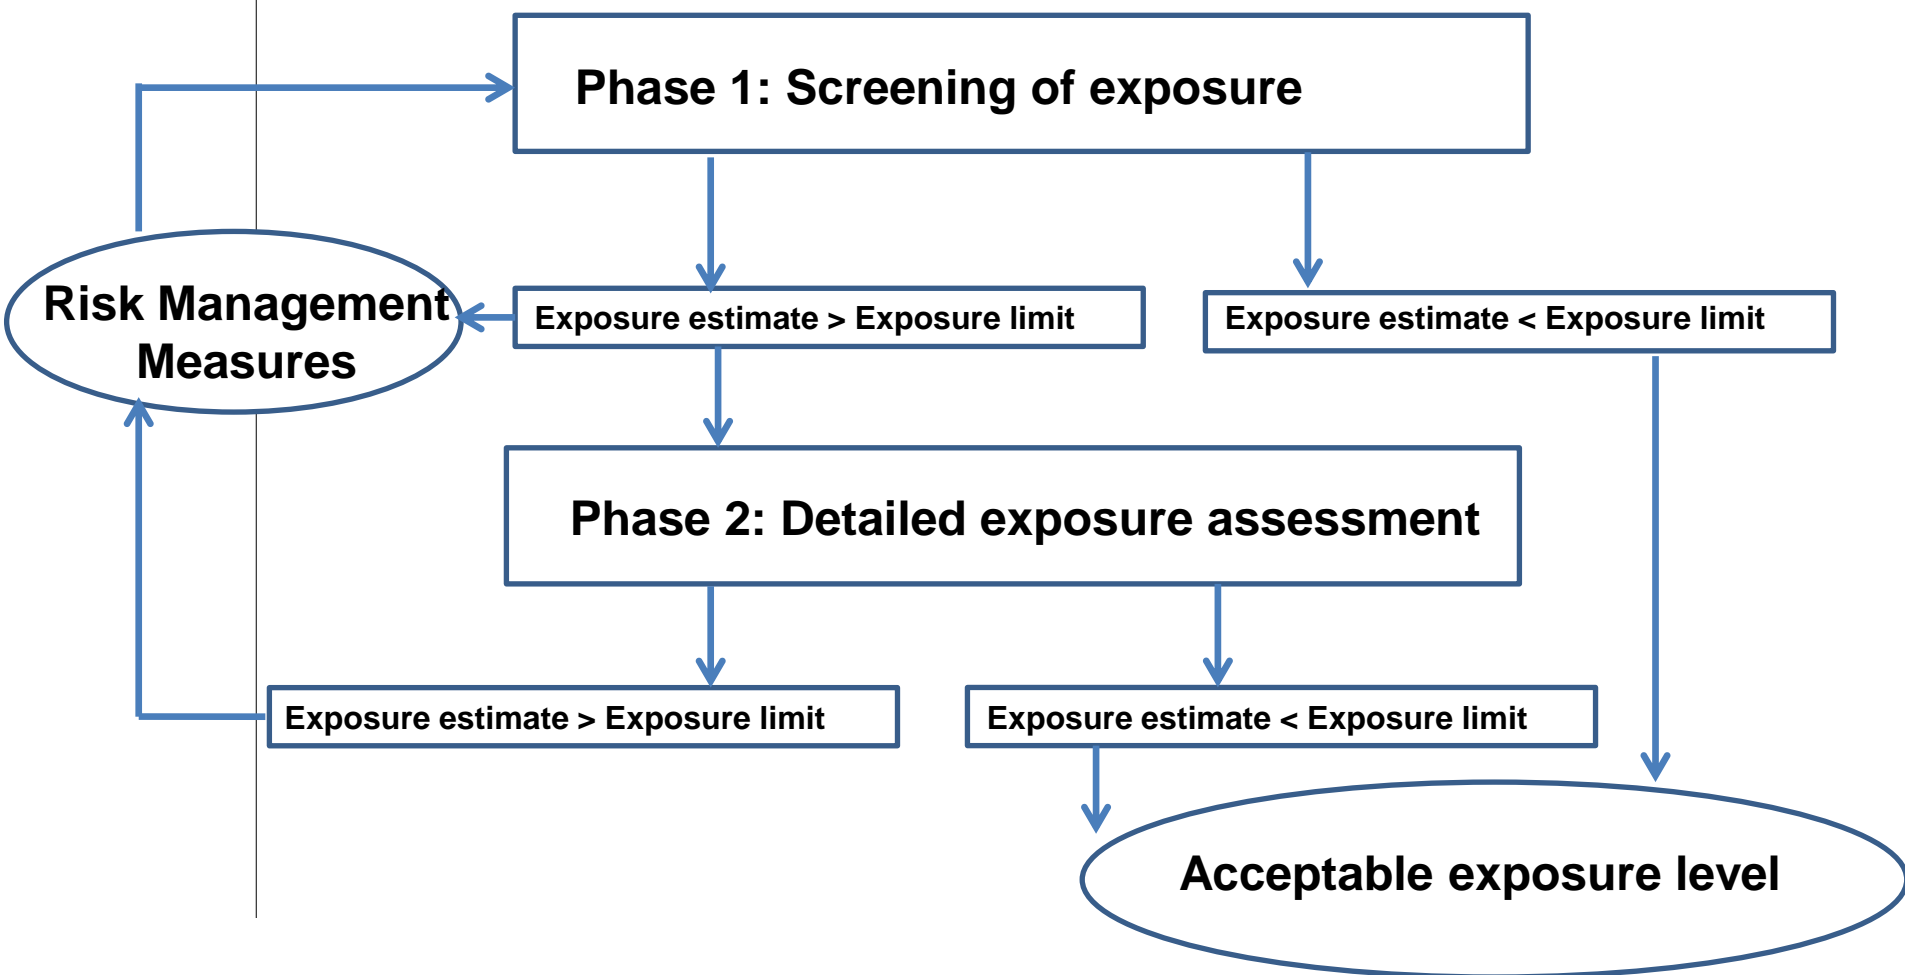 Phase 1: Screening of exposure
Risk Management
Measures
Exposure estimate > Exposure limit
Exposure estimate < Exposure limit
Phase 2: Detailed exposure assessment
Exposure estimate > Exposure limit
Exposure estimate < Exposure limit
Acceptable exposure level